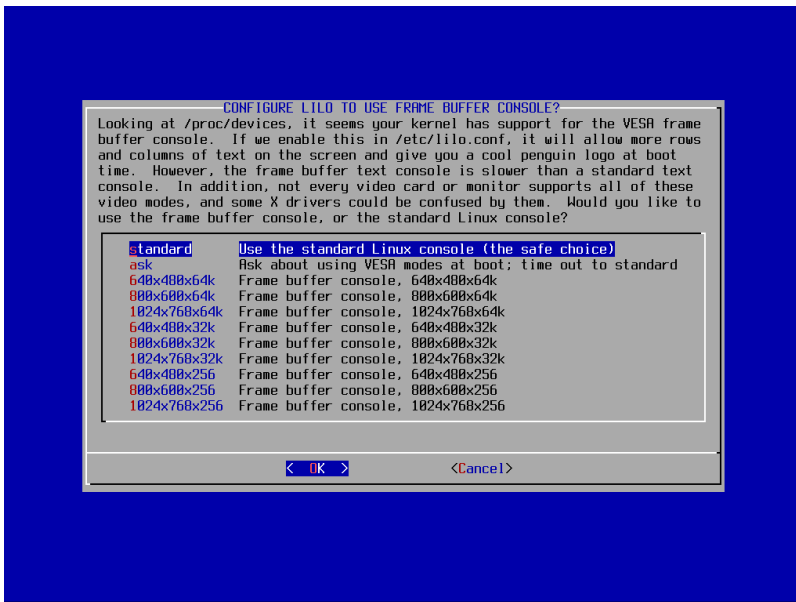 CONFIGURE LILO TO USE FRAME BUFFER CONSOLE?
Looking at /proc/devices, it seems your kernel has support for the VESA frame
buffer console.  If we enable this in /etc/lilo.conf, it will allow more rows
and columns of text on the screen and give you a cool penguin logo at boot
time.  However, the frame buffer text console is slower than a standard text
console.  In addition, not every video card or monitor supports all of these
video modes, and some X drivers could be confused by them.  Would you like to
use the frame buffer console, or the standard Linux console?
standard Use the standard Linux console (the safe choice)
ask Ask about using VESA modes at boot; time out to standard
640x480x64k Frame buffer console, 640x480x64k
800x600x64k Frame buffer console, 800x600x64k
1024x768x64k Frame buffer console, 1024x768x64k
640x480x32k Frame buffer console, 640x480x32k
800x600x32k Frame buffer console, 800x600x32k
1024x768x32k Frame buffer console, 1024x768x32k
640x480x256 Frame buffer console, 640x480x256
800x600x256 Frame buffer console, 800x600x256
1024x768x256 Frame buffer console, 1024x768x256
< OK > <Cancel>